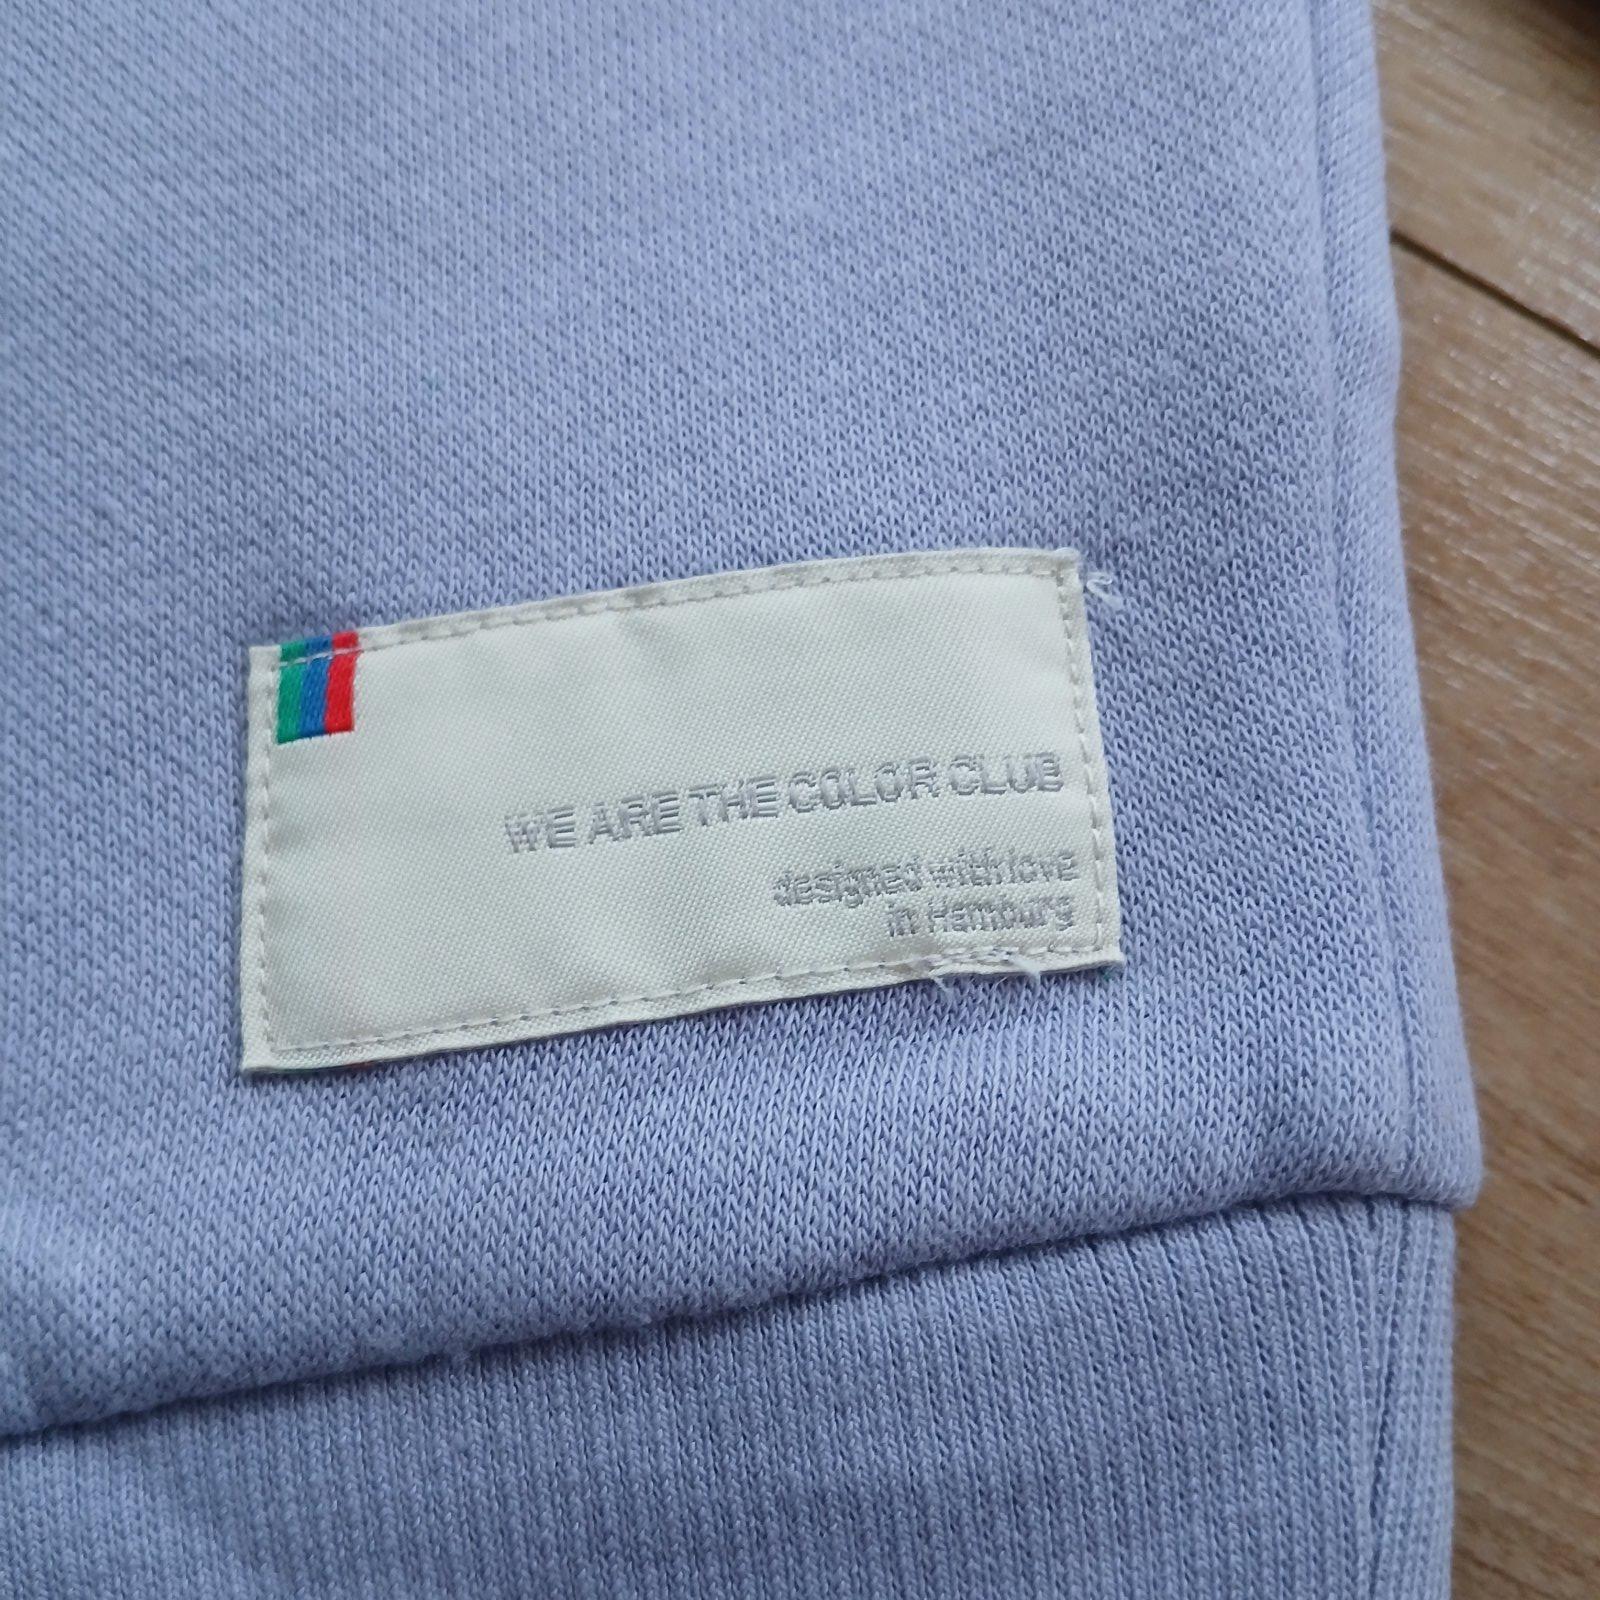 WE ARE THE COLOR CLUB
designed with love
in Hamburg